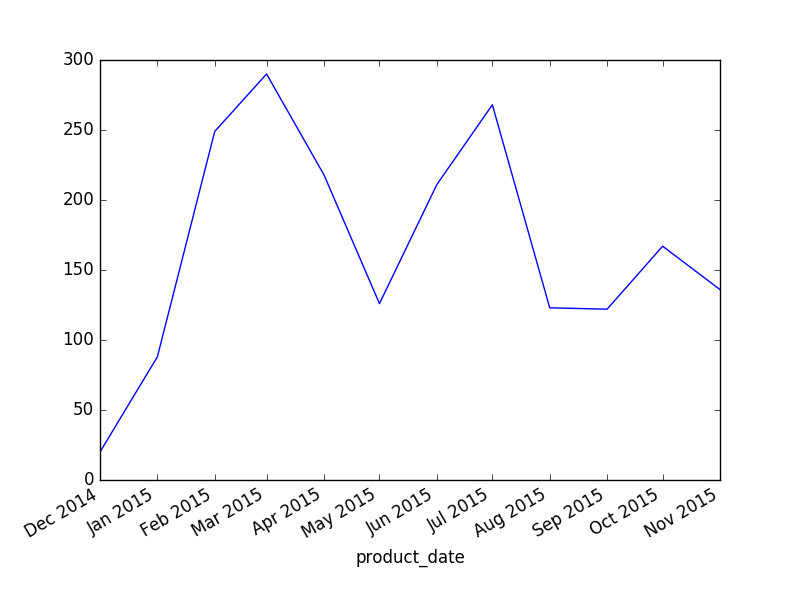 300
250
200
150
100
50
0
Dec 2014
Jan 2015
Feb 2015
Mar 2015
Apr 2015
May 2015
Jun 2015
Jul 2015
Aug 2015
Sep 2015
Oct 2015
Nov 2015
product_date